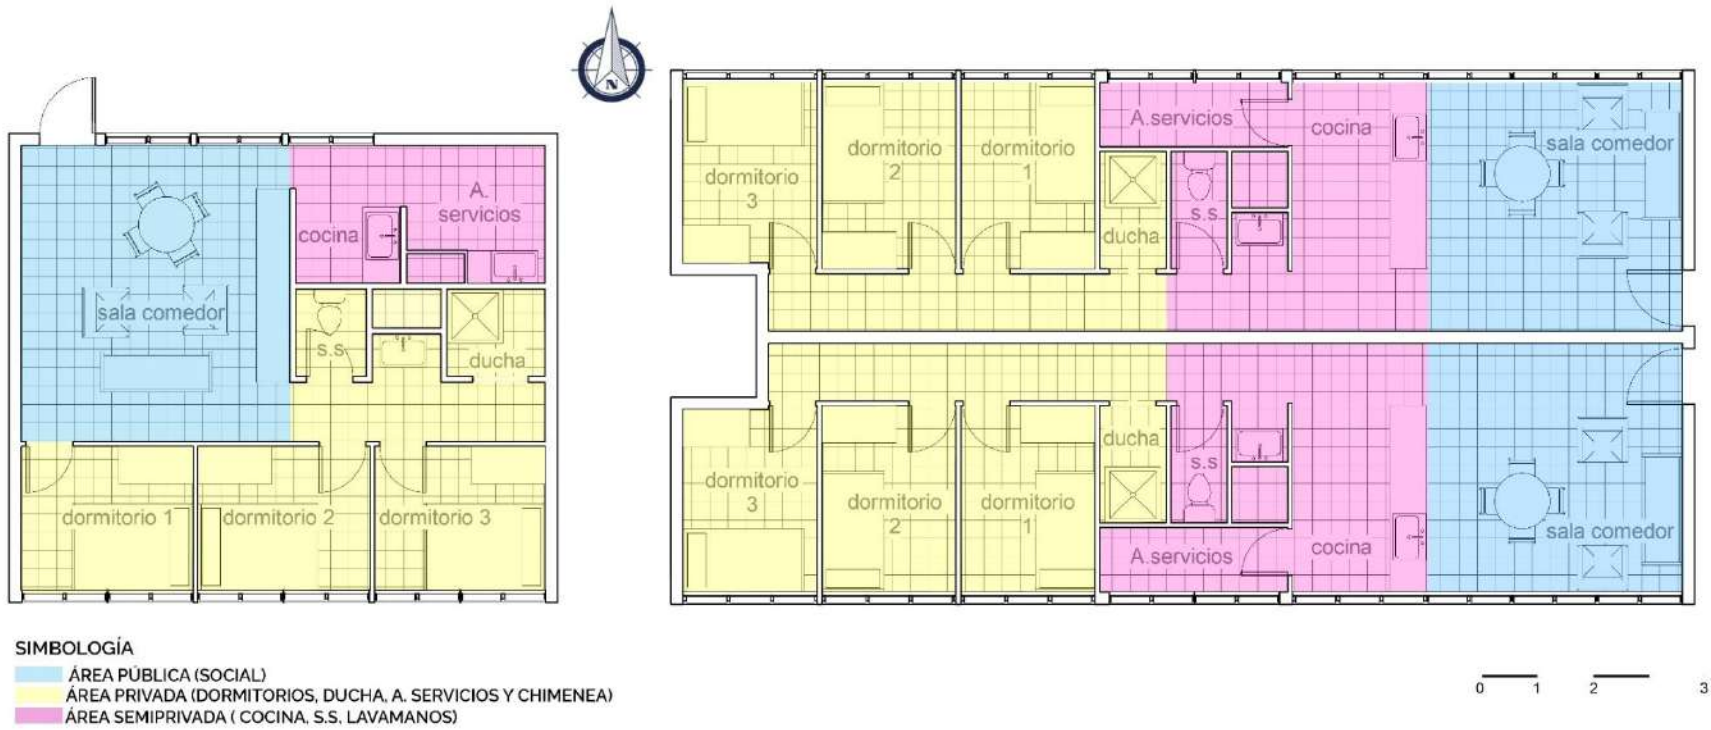 N
A.
servicios
cocina
sala comedor
s.s
ducha
dormitorio 1
dormitorio 2
dormitorio 3
dormitorio
3
dormitorio
2
dormitorio
1
A.servicios
cocina
sala comedor
ducha
s.s
dormitorio
3
dormitorio
2
dormitorio
1
ducha
s.s
A.servicios
cocina
sala comedor
SIMBOLOGÍA
ÁREA PÚBLICA (SOCIAL)
ÁREA PRIVADA (DORMITORIOS, DUCHA, A. SERVICIOS Y CHIMENEA)
ÁREA SEMIPRIVADA ( COCINA, S.S, LAVAMANOS)
0 1 2 3